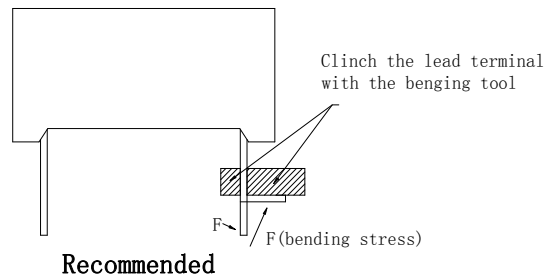 Clinch the lead terminal
with the benging tool
F
F(bending stress)
Recommended